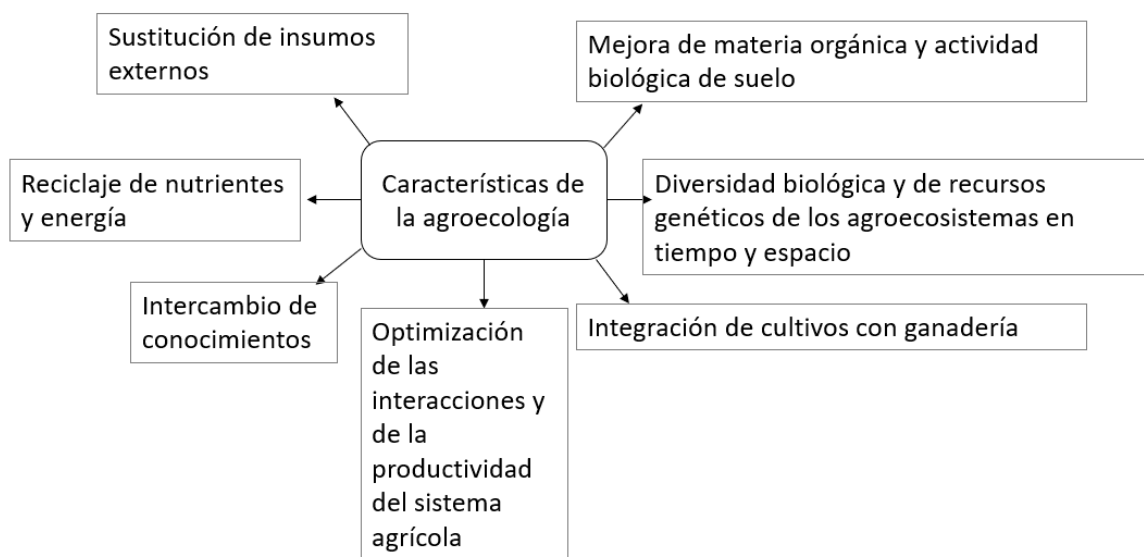 Sustitución de insumos
externos
Mejora de materia orgánica y actividad
biológica de suelo
Reciclaje de nutrientes
y energía
Características de
la agroecología
Diversidad biológica y de recursos
genéticos de los agroecosistemas en
tiempo y espacio
Intercambio de
conocimientos
Optimización
de las
interacciones y
de la
productividad
del sistema
agrícola
Integración de cultivos con ganadería